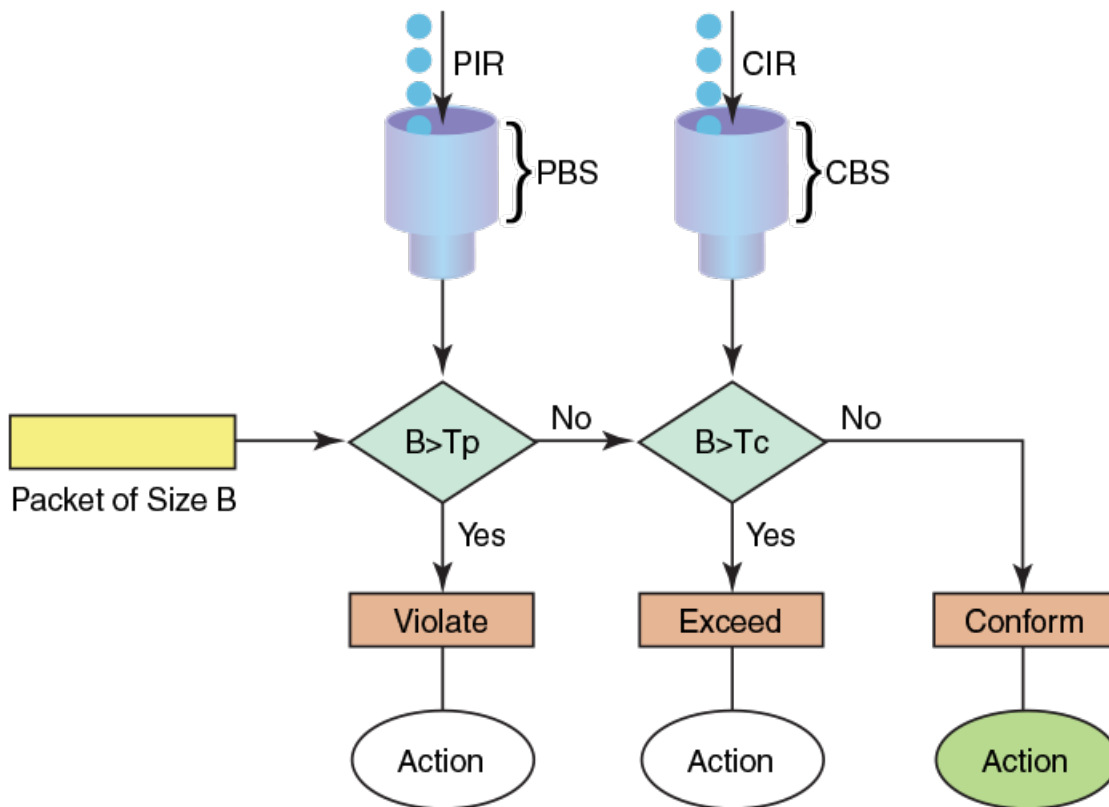 PIR
CIR
PBS
CBS
B>Tp
No
B>Tc
No
Packet of Size B
Yes
Yes
Violate
Exceed
Conform
Action
Action
Action